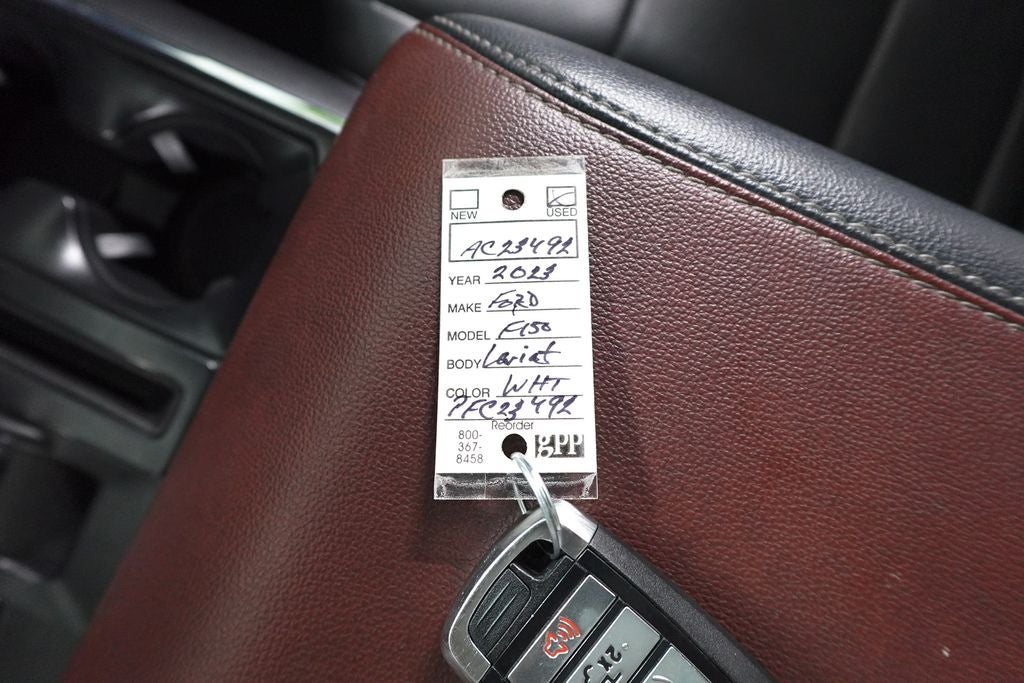 NEW USED
AC23492
YEAR 2023
MAKE FORD
MODEL F150
BODY Lariat
COLOR WHT
PFC23492
Reorder
800-
367-
8458
gPP
2X